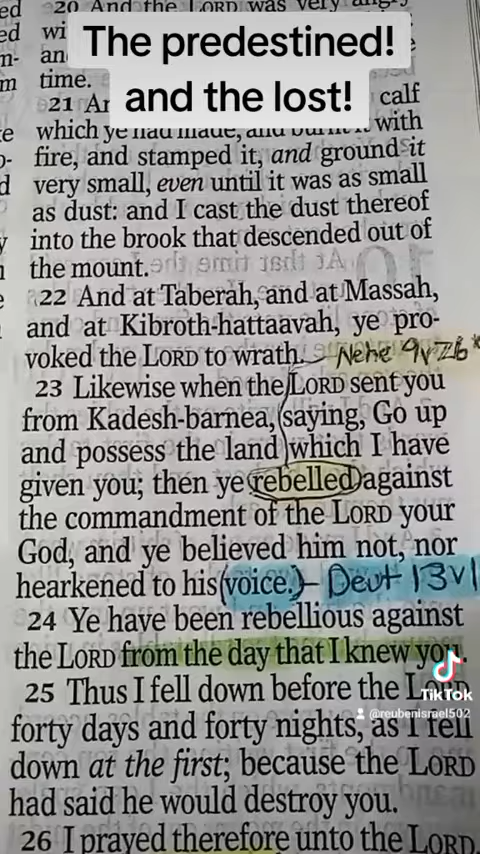 20 And the LORD was very angry
ed
wi
The predestined!
n-
an
m
time.
and the lost!
21 calf
e which ye had made, and burnt it with
o- fire, and stamped it, and ground it
d very small, even until it was as small
as dust: and I cast the dust thereof
y into the brook that descended out of
the mount.
22 And at Taberah, and at Massah,
and at Kibroth-hattaavah, ye pro-
voked the LORD to wrath. Nehe 9v26*
23 Likewise when the LORD sent you
from Kadesh-barnea, saying, Go up
and possess the land which I have
given you; then ye rebelled against
the commandment of the LORD your
God, and ye believed him not, nor
hearkened to his (voice.) - Deut 13v1
24 Ye have been rebellious against
the LORD from the day that I knew you.
25 Thus I fell down before the LORD
TikTok
@reubenisrael502
forty days and forty nights, as I fell
down at the first; because the LORD
had said he would destroy you.
26 I prayed therefore unto the LORD,